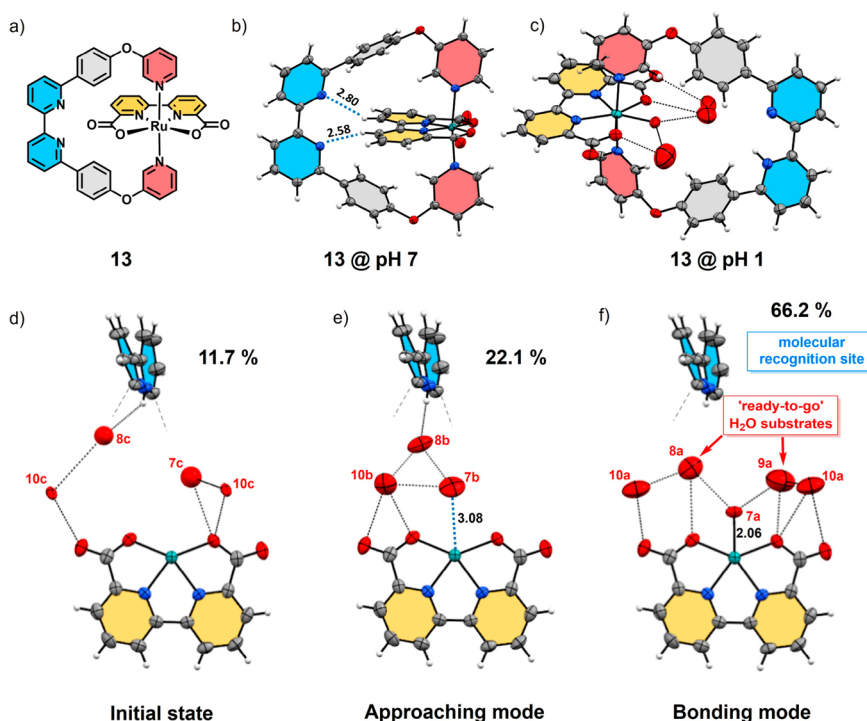 a)
b)
c)
O
N
N
N
N
N
N
Ru
O
O
O
O
O
2.80
2.58
13
13 @ pH 7
13 @ pH 1
d)
e)
f)
11.7 %
22.1 %
66.2 %
molecular
recognition site
'ready-to-go'
H₂O substrates
8c
10c
7c
10c
8b
10b
7b
3.08
8a
9a
10a
10a
7a
2.06
Initial state
Approaching mode
Bonding mode